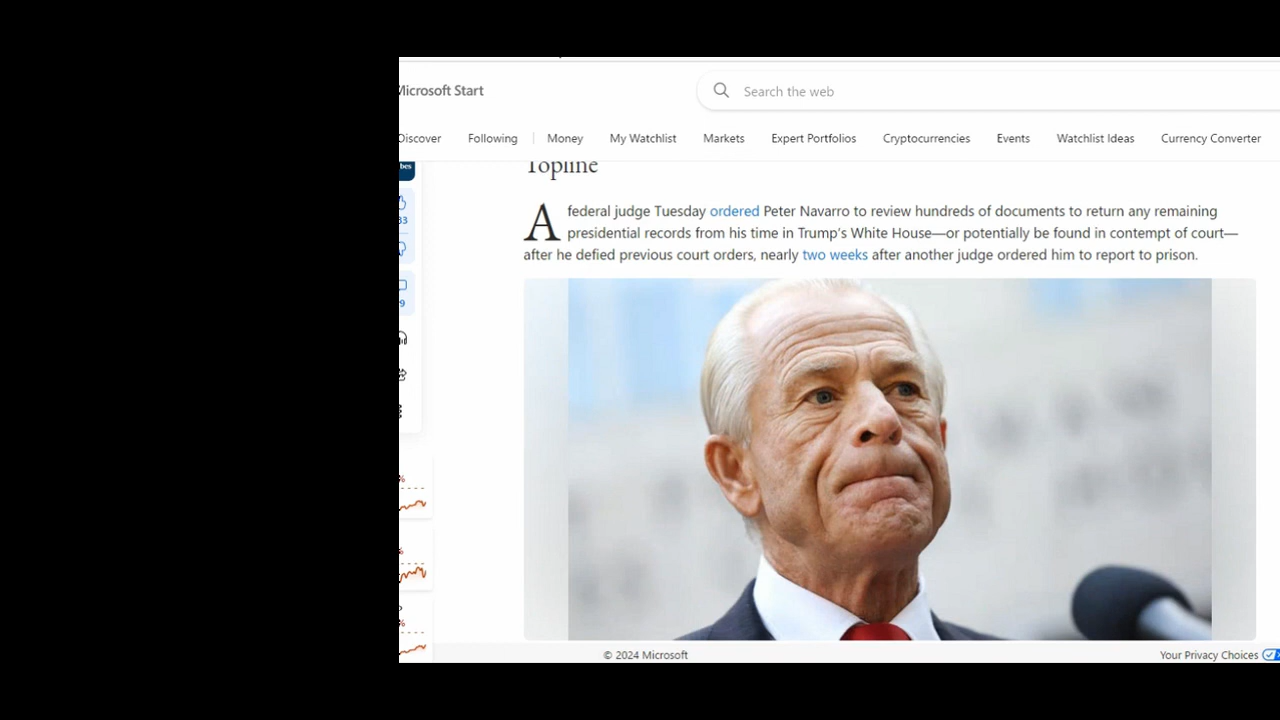 Microsoft Start
Search the web
Discover Following Money My Watchlist Markets Expert Portfolios Cryptocurrencies Events Watchlist Ideas Currency Converter
Topline
A federal judge Tuesday ordered Peter Navarro to review hundreds of documents to return any remaining
presidential records from his time in Trump’s White House—or potentially be found in contempt of court—
after he defied previous court orders, nearly two weeks after another judge ordered him to report to prison.
© 2024 Microsoft
Your Privacy Choices